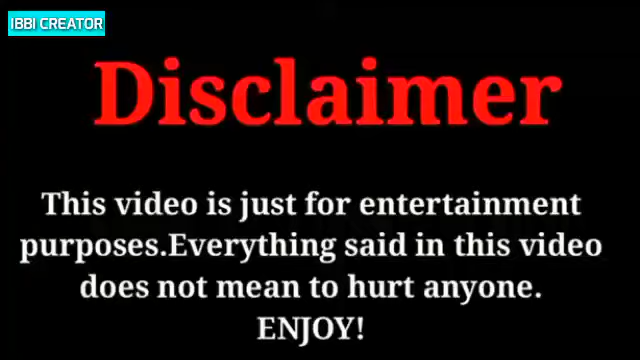 IBBI CREATOR
Disclaimer
This video is just for entertainment
purposes.Everything said in this video
does not mean to hurt anyone.
ENJOY!